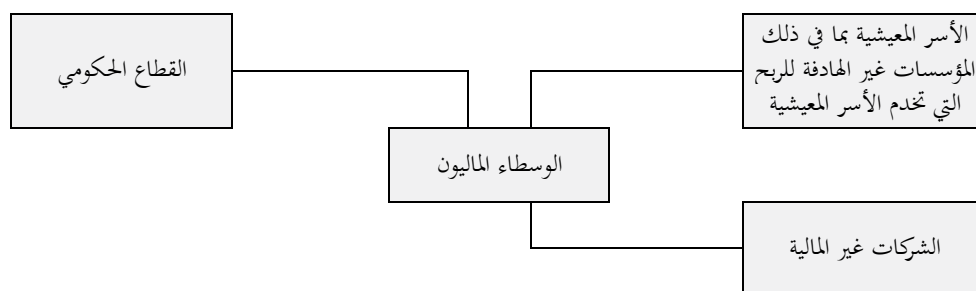 الأسر المعيشية بما في ذلك
المؤسسات غير الهادفة للربح
التي تخدم الأسر المعيشية
القطاع الحكومي
الوسطاء الماليون
الشركات غير المالية